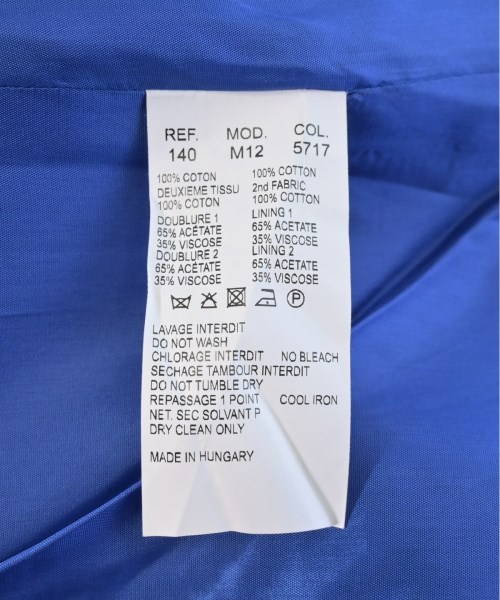 REF. MOD. COL.
140 M12 5717
100% COTON
DEUXIEME TISSU
100% COTON
DOUBLURE 1
65% ACÉTATE
35% VISCOSE
DOUBLURE 2
65% ACÉTATE
35% VISCOSE
100% COTTON
2nd FABRIC
100% COTTON
LINING 1
65% ACETATE
35% VISCOSE
LINING 2
65% ACETATE
35% VISCOSE
P
LAVAGE INTERDIT
DO NOT WASH
CHLORAGE INTERDIT NO BLEACH
SECHAGE TAMBOUR INTERDIT
DO NOT TUMBLE DRY
REPASSAGE 1 POINT COOL IRON
NET. SEC SOLVANT P
DRY CLEAN ONLY
MADE IN HUNGARY